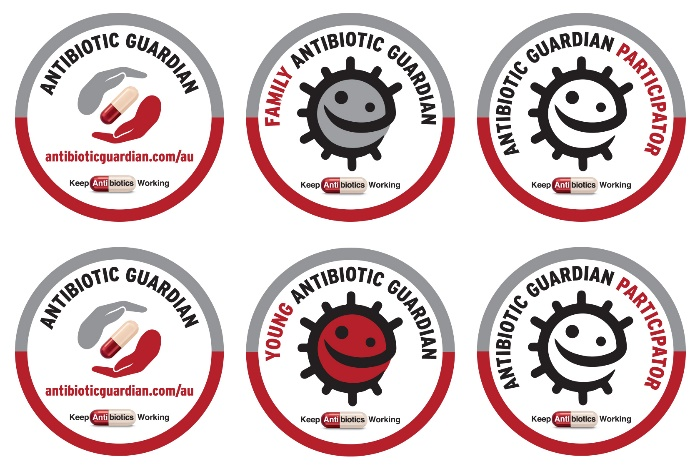 ANTIBIOTIC GUARDIAN
antibioticguardian.com/au
Keep Antibiotics Working
FAMILY ANTIBIOTIC GUARDIAN
Keep Antibiotics Working
ANTIBIOTIC GUARDIAN PARTICIPATOR
Keep Antibiotics Working
ANTIBIOTIC GUARDIAN
antibioticguardian.com/au
Keep Antibiotics Working
YOUNG ANTIBIOTIC GUARDIAN
Keep Antibiotics Working
ANTIBIOTIC GUARDIAN PARTICIPATOR
Keep Antibiotics Working